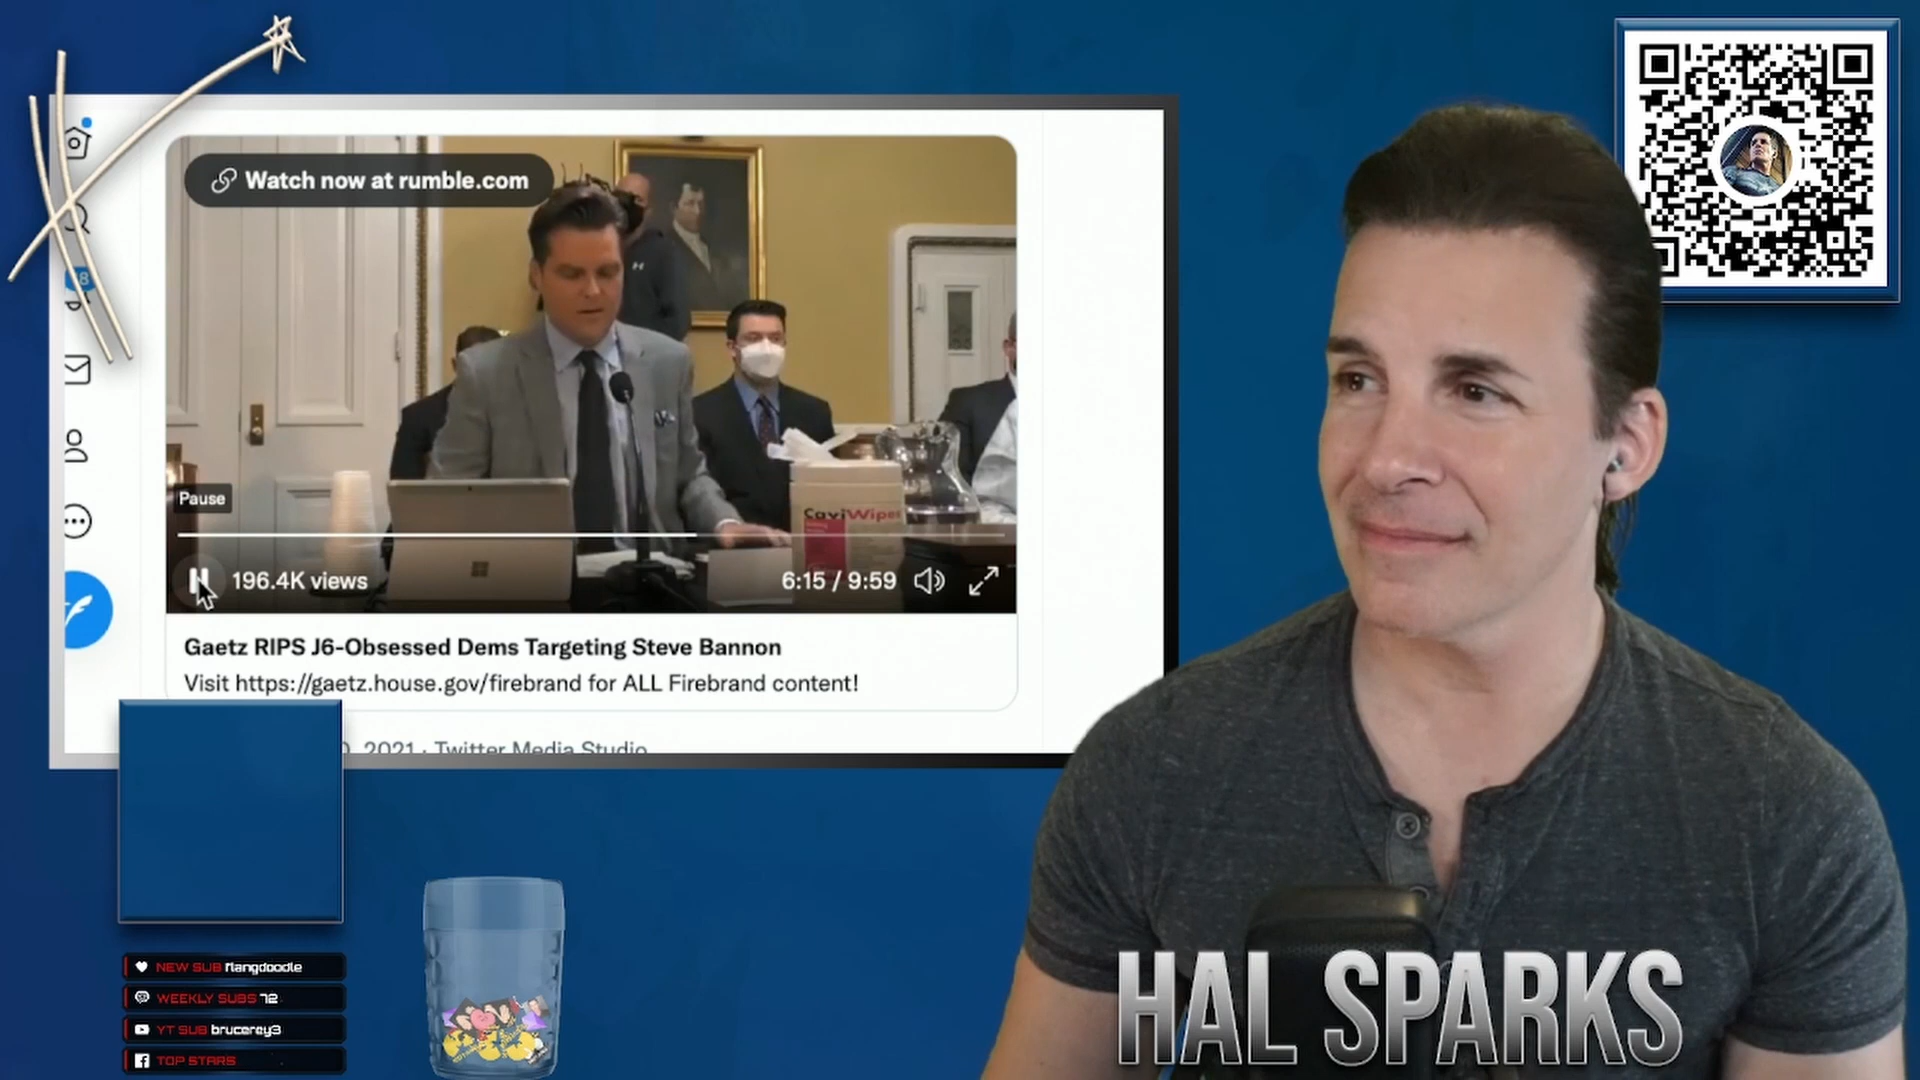 Watch now at rumble.com
Pause
CaviWipes
196.4K views
6:15 / 9:59
Gaetz RIPS J6-Obsessed Dems Targeting Steve Bannon
Visit https://gaetz.house.gov/firebrand for ALL Firebrand content!
2021 · Twitter Media Studio
NEW SUB flangdoodle
WEEKLY SUBS 72
YT SUB brucerey3
TOP STARS
HAL SPARKS